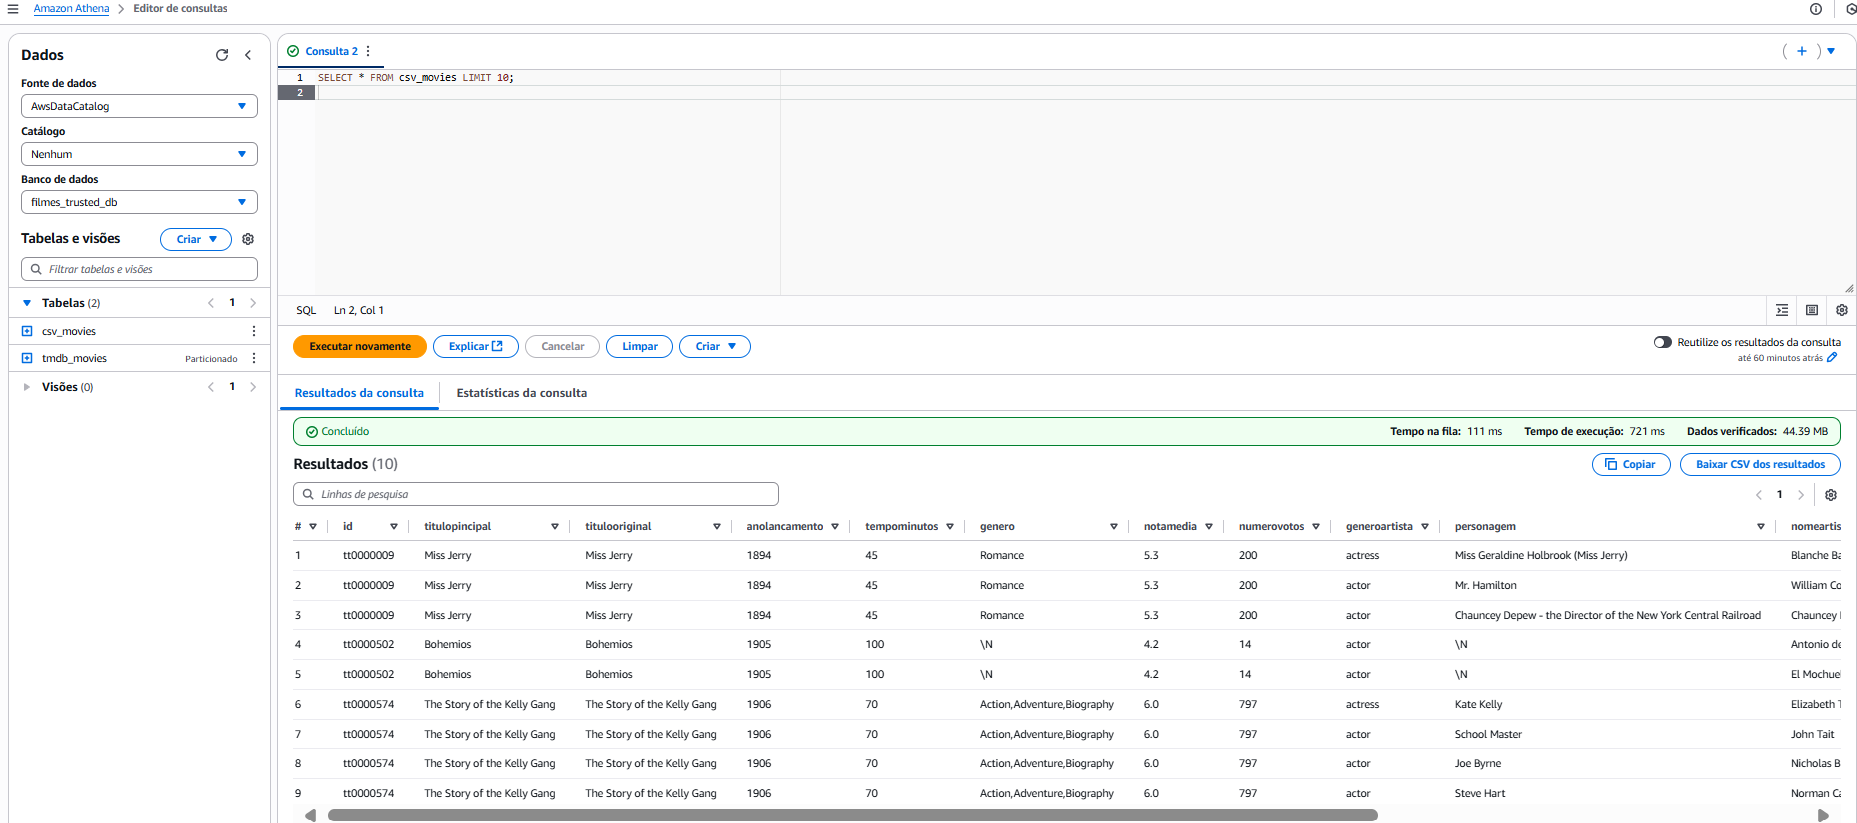 Amazon Athena > Editor de consultas
Dados
Fonte de dados
AwsDataCatalog
Catálogo
Nenhum
Banco de dados
filmes_trusted_db
Tabelas e visões
Criar
Filtrar tabelas e visões
Tabelas (2)
1
csv_movies
tmdb_movies Particionado
Visões (0)
1
Consulta 2
1 SELECT * FROM csv_movies LIMIT 10;
2
SQL Ln 2, Col 1
Executar novamente Explicar Cancelar Limpar Criar
Reutilize os resultados da consulta
até 60 minutos atrás
Resultados da consulta Estatísticas da consulta
Concluído Tempo na fila: 111 ms Tempo de execução: 721 ms Dados verificados: 44.39 MB
Resultados (10) Copiar Baixar CSV dos resultados
Linhas de pesquisa
1
# id titulopincipal titulooriginal anolancamento tempominutos genero notamedia numerovotos generoartista personagem nomeartis
1 tt0000009 Miss Jerry Miss Jerry 1894 45 Romance 5.3 200 actress Miss Geraldine Holbrook (Miss Jerry) Blanche Ba
2 tt0000009 Miss Jerry Miss Jerry 1894 45 Romance 5.3 200 actor Mr. Hamilton William Co
3 tt0000009 Miss Jerry Miss Jerry 1894 45 Romance 5.3 200 actor Chauncey Depew - the Director of the New York Central Railroad Chauncey
4 tt0000502 Bohemios Bohemios 1905 100 \N 4.2 14 actor \N Antonio de
5 tt0000502 Bohemios Bohemios 1905 100 \N 4.2 14 actor \N El Mochue
6 tt0000574 The Story of the Kelly Gang The Story of the Kelly Gang 1906 70 Action,Adventure,Biography 6.0 797 actress Kate Kelly Elizabeth T
7 tt0000574 The Story of the Kelly Gang The Story of the Kelly Gang 1906 70 Action,Adventure,Biography 6.0 797 actor School Master John Tait
8 tt0000574 The Story of the Kelly Gang The Story of the Kelly Gang 1906 70 Action,Adventure,Biography 6.0 797 actor Joe Byrne Nicholas B
9 tt0000574 The Story of the Kelly Gang The Story of the Kelly Gang 1906 70 Action,Adventure,Biography 6.0 797 actor Steve Hart Norman Ca